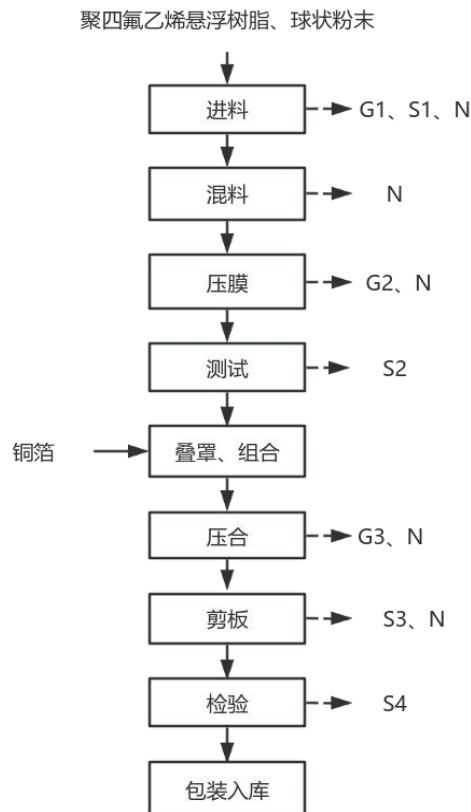 聚四氟乙烯悬浮树脂、球状粉末
进料
G1、S1、N
混料
N
压膜
G2、N
测试
S2
铜箔
叠罩、组合
压合
G3、N
剪板
S3、N
检验
S4
包装入库